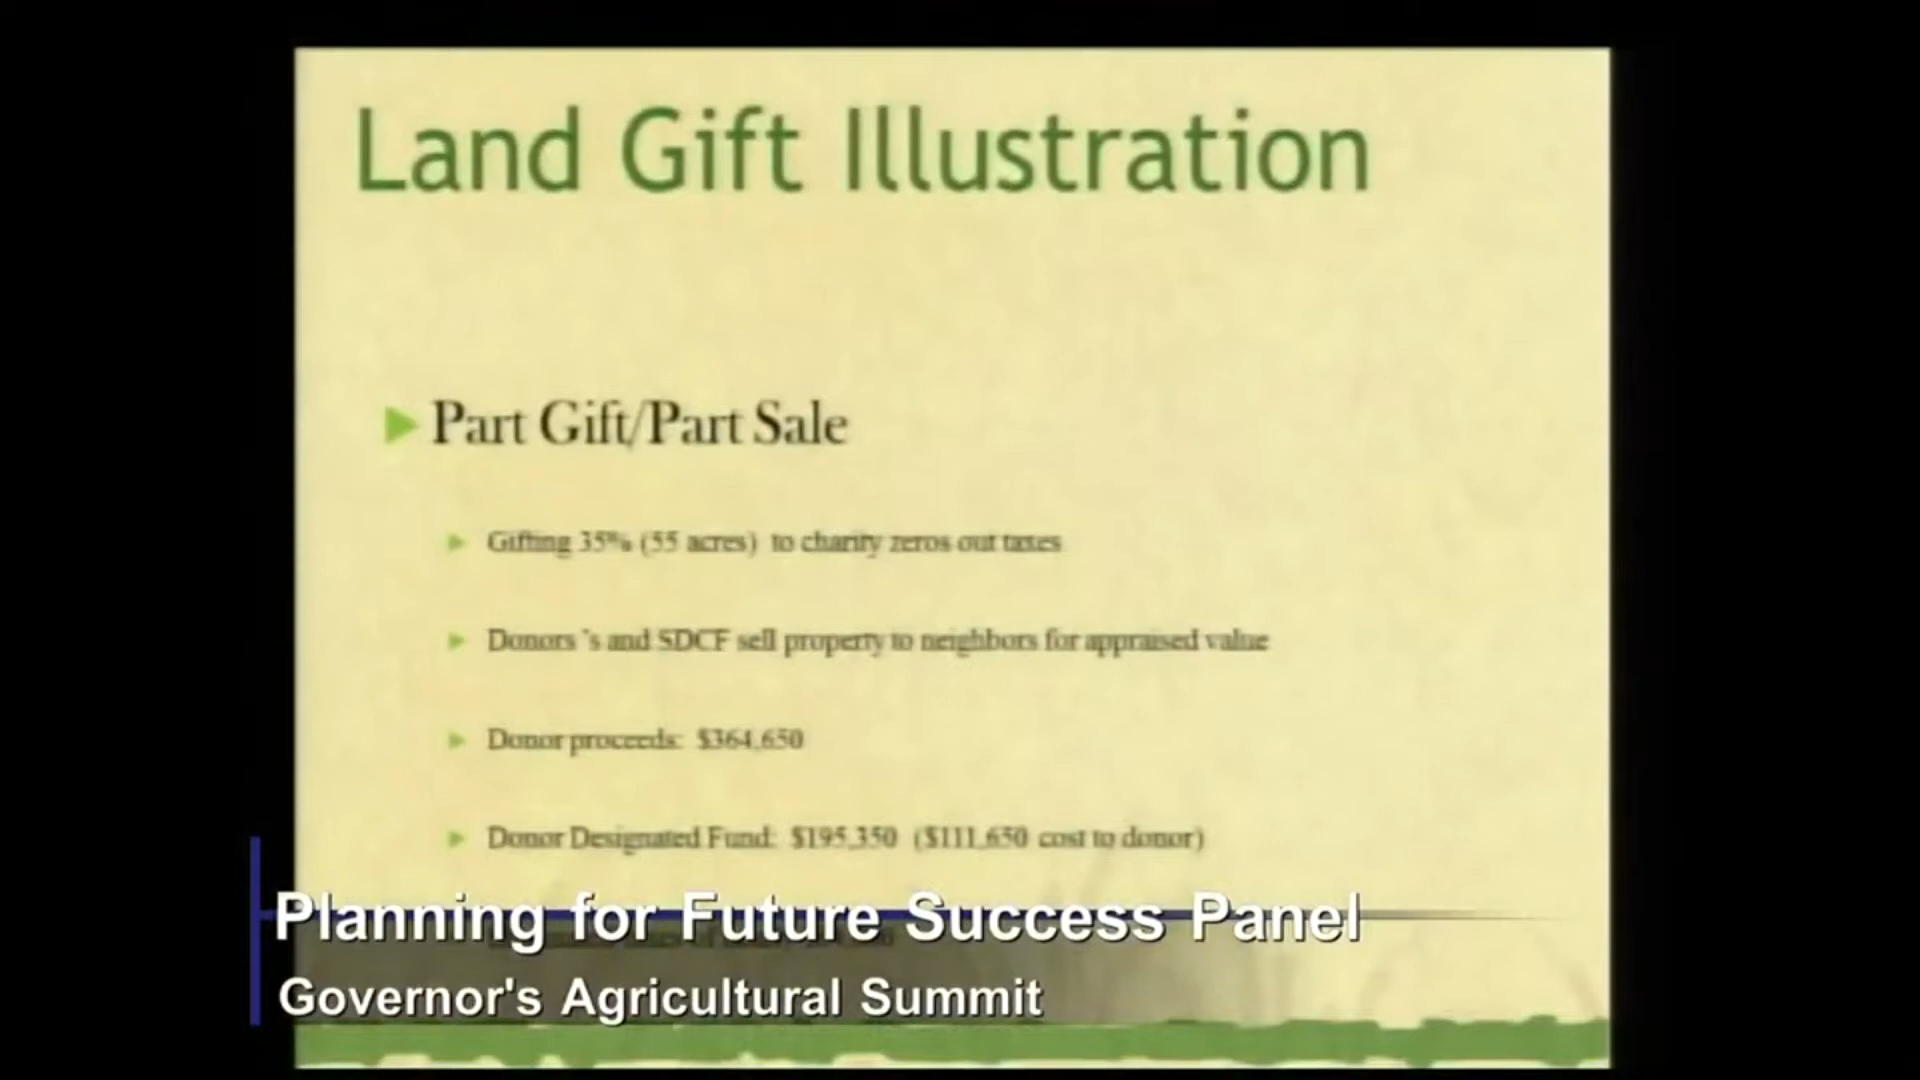 Land Gift Illustration
Part Gift/Part Sale
Gifting 35% (55 acres) to charity zeros out taxes
Donors 's and SDCF sell property to neighbors for appraised value
Donor proceeds: $364,650
Donor Designated Fund: $195,350 ($111,650 cost to donor)
Planning for Future Success Panel
Governor's Agricultural Summit